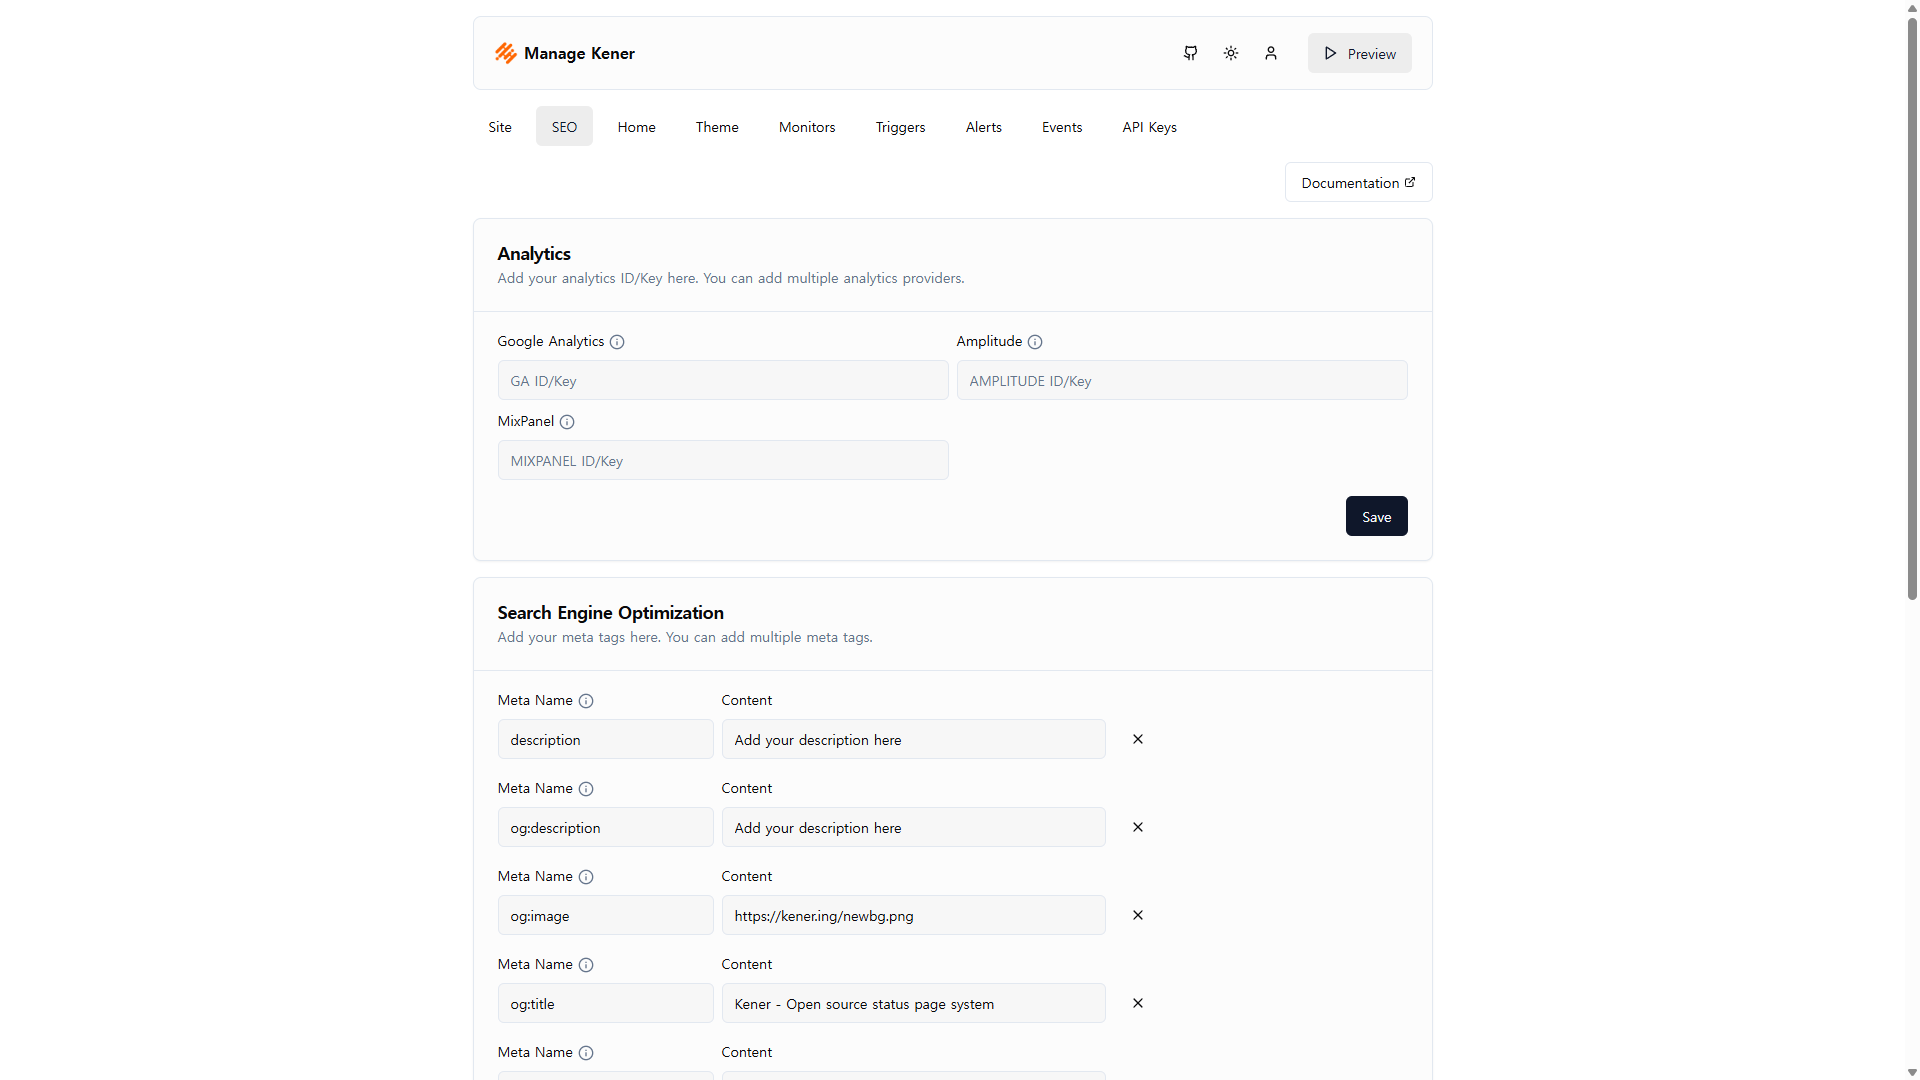 Manage Kener
Preview
Site SEO Home Theme Monitors Triggers Alerts Events API Keys
Documentation
Analytics
Add your analytics ID/Key here. You can add multiple analytics providers.
Google Analytics Amplitude
GA ID/Key AMPLITUDE ID/Key
MixPanel
MIXPANEL ID/Key
Save
Search Engine Optimization
Add your meta tags here. You can add multiple meta tags.
Meta Name Content
description Add your description here
Meta Name Content
og:description Add your description here
Meta Name Content
og:image https://kener.ing/newbg.png
Meta Name Content
og:title Kener - Open source status page system
Meta Name Content